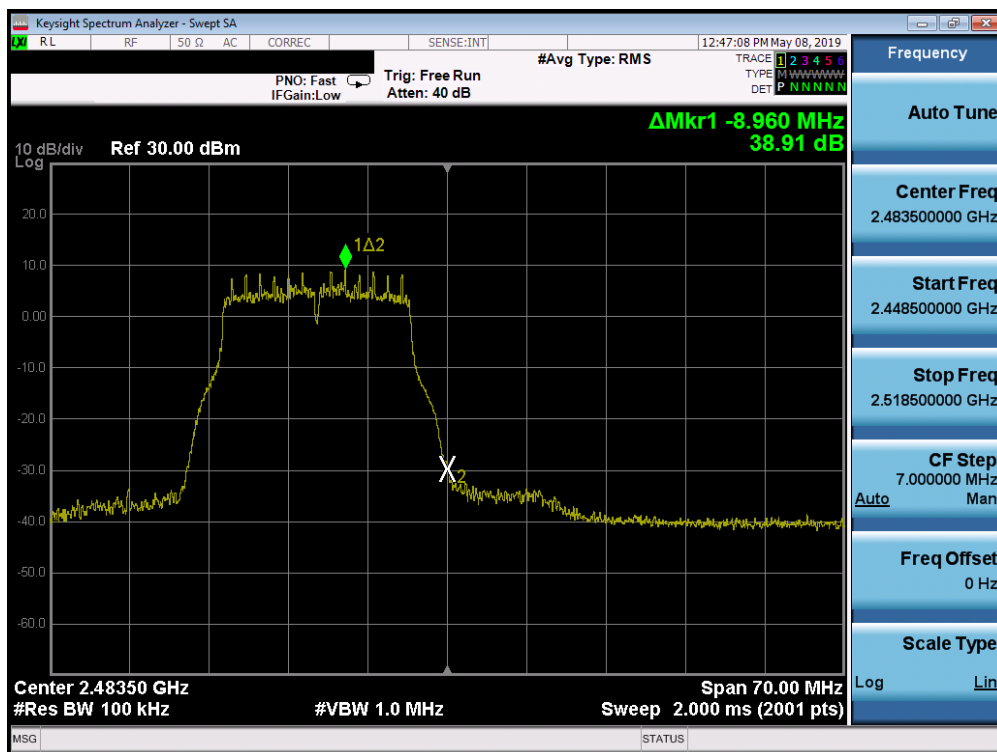 Keysight Spectrum Analyzer - Swept SA
LXI RL RF 50 Ω AC CORREC SENSE:INT 12:47:08 PM May 08, 2019
#Avg Type: RMS TRACE 1 2 3 4 5 6
PNO: Fast Trig: Free Run TYPE M W W W W W
IFGain:Low Atten: 40 dB DET P N N N N N
ΔMkr1 -8.960 MHz
10 dB/div Ref 30.00 dBm 38.91 dB
Log
20.0
10.0
0.00
-10.0
-20.0
-30.0
-40.0
-50.0
-60.0
1Δ2
2
Center 2.48350 GHz Span 70.00 MHz
#Res BW 100 kHz #VBW 1.0 MHz Sweep 2.000 ms (2001 pts)
MSG STATUS
Frequency
Auto Tune
Center Freq
2.483500000 GHz
Start Freq
2.448500000 GHz
Stop Freq
2.518500000 GHz
CF Step
7.000000 MHz
Auto Man
Freq Offset
0 Hz
Scale Type
Log Lin